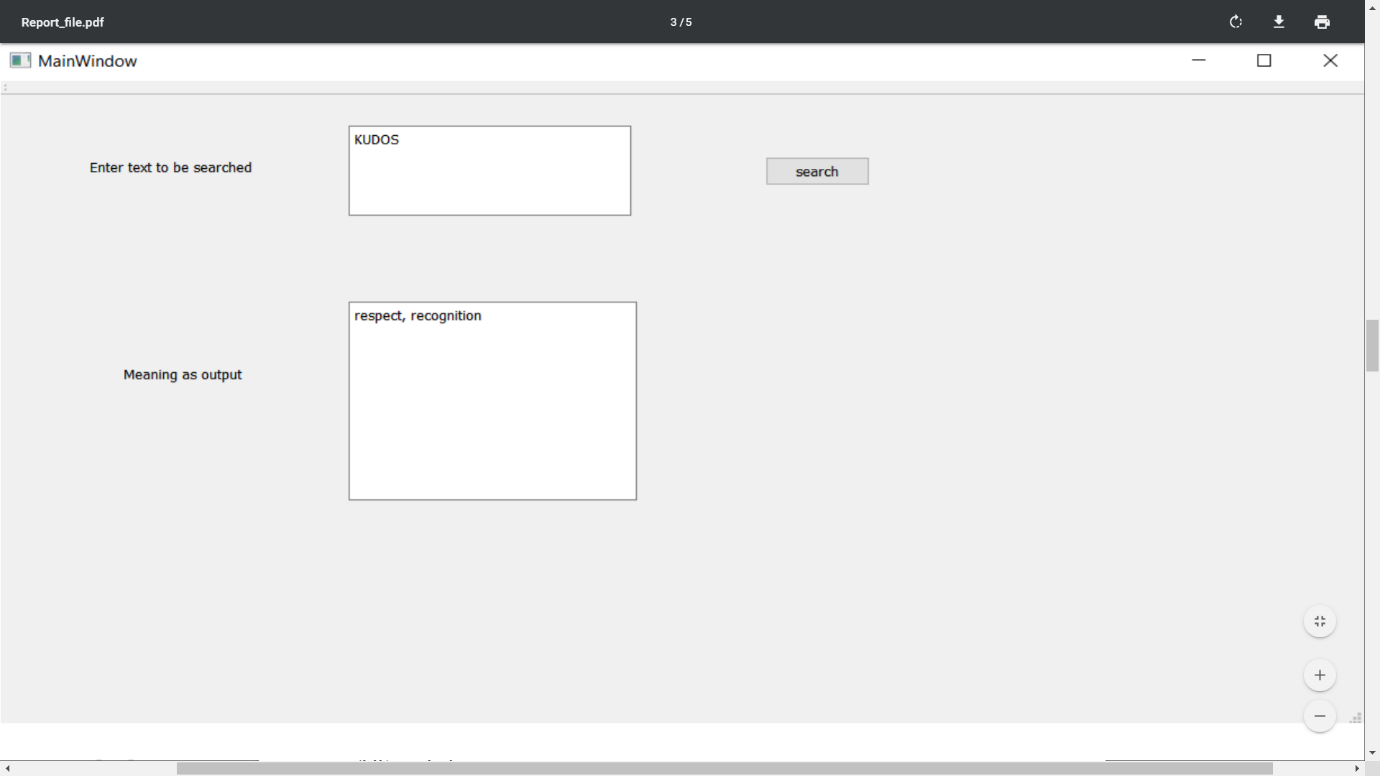 Report_file.pdf
3 / 5
MainWindow
KUDOS
Enter text to be searched
search
respect, recognition
Meaning as output